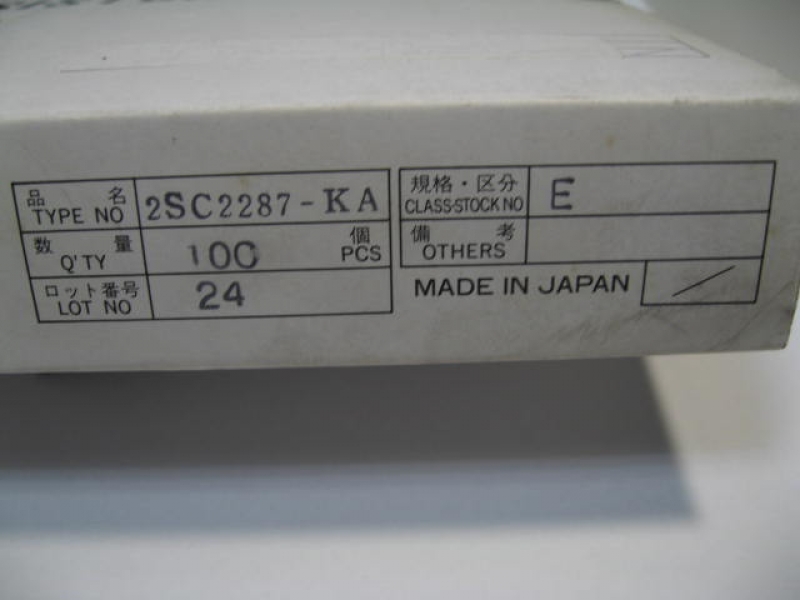 品 名
TYPE NO 2SC2287-KA
数 量
Q'TY 100 個
PCS
ロット番号
LOT NO 24
規格・区分
CLASS-STOCK NO E
備 考
OTHERS
MADE IN JAPAN